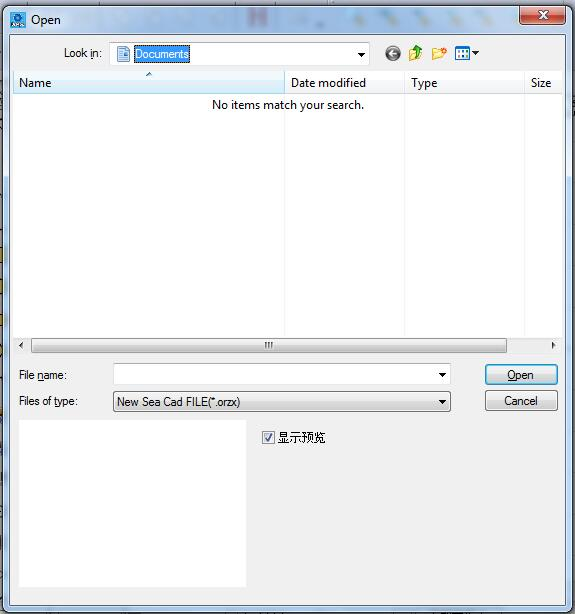 Open
Look in: Documents
Name Date modified Type Size
No items match your search.
File name: Open
Files of type: New Sea Cad FILE(*.orzx) Cancel
显示预览